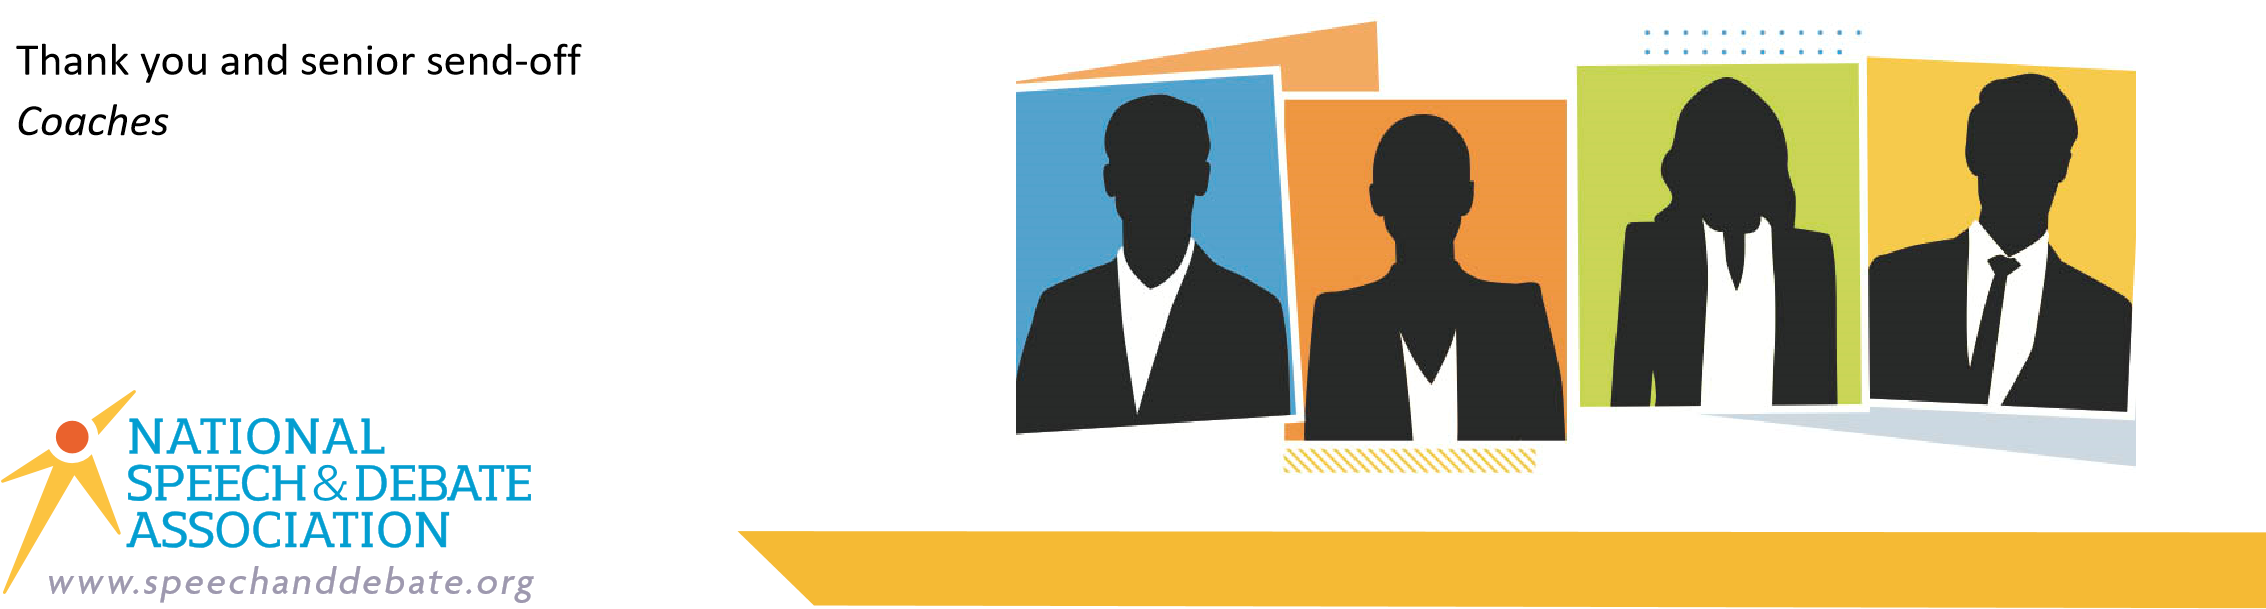 Thank you and senior send-off
Coaches
NATIONAL
SPEECH & DEBATE
ASSOCIATION
www.speechanddebate.org